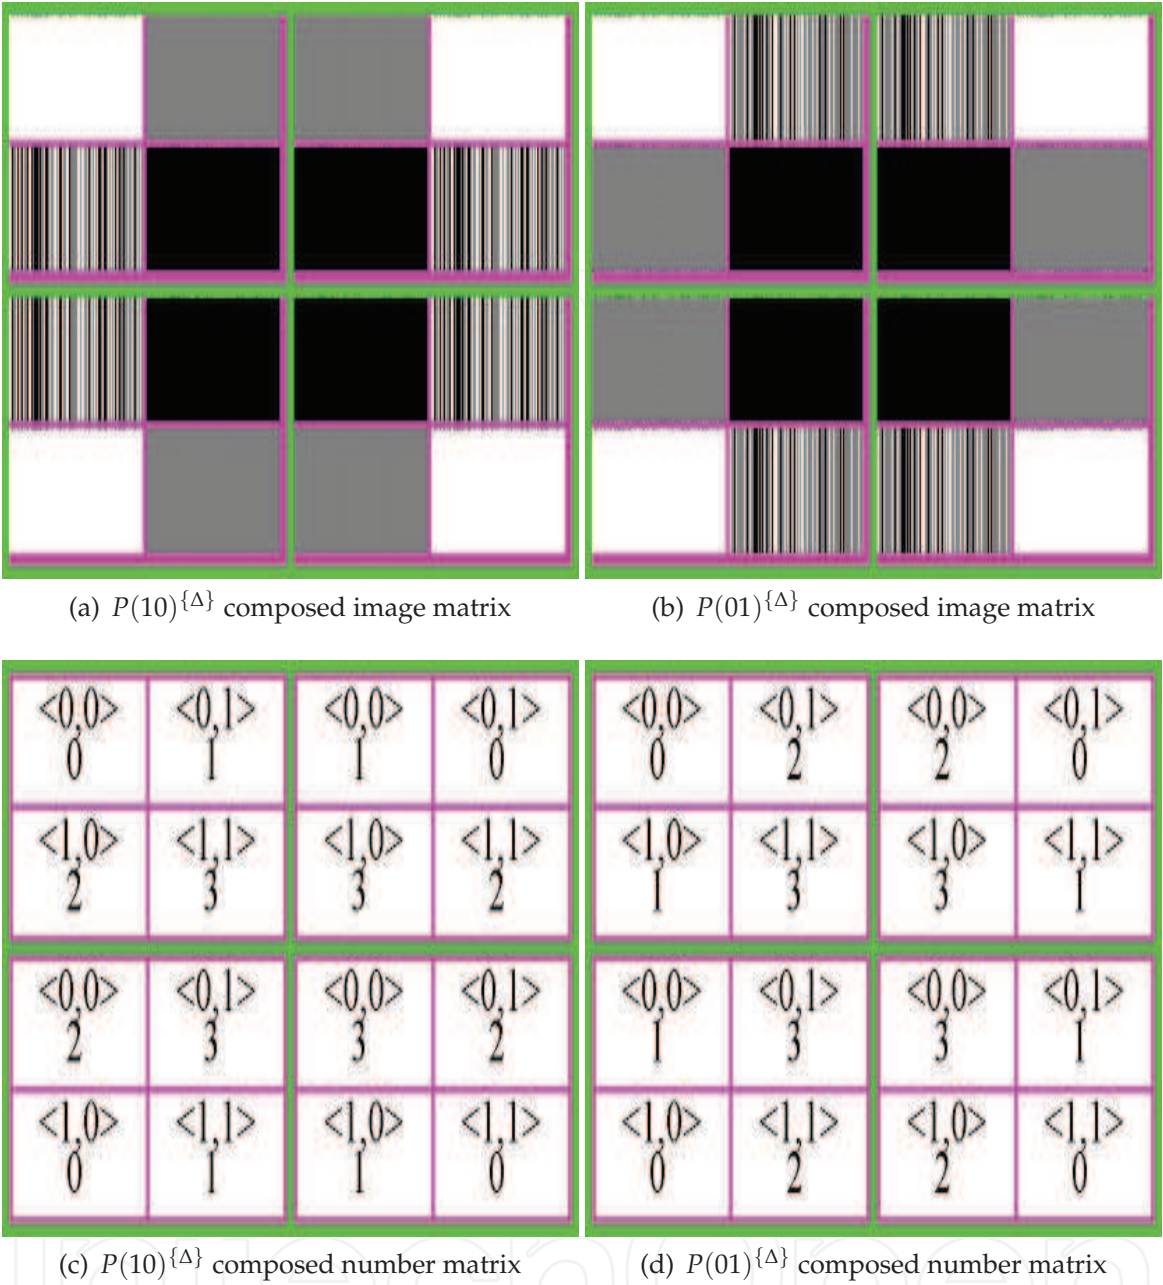 (a) P(10)^{Δ} composed image matrix (b) P(01)^{Δ} composed image matrix
<0,0> <0,1> <0,0> <0,1> <0,0> <0,1> <0,0> <0,1>
0 1 1 0 0 2 2 0
<1,0> <1,1> <1,0> <1,1> <1,0> <1,1> <1,0> <1,1>
2 3 3 2 1 3 3 1
<0,0> <0,1> <0,0> <0,1> <0,0> <0,1> <0,0> <0,1>
2 3 3 2 1 3 3 1
<1,0> <1,1> <1,0> <1,1> <1,0> <1,1> <1,0> <1,1>
0 1 1 0 0 2 2 0
(c) P(10)^{Δ} composed number matrix (d) P(01)^{Δ} composed number matrix